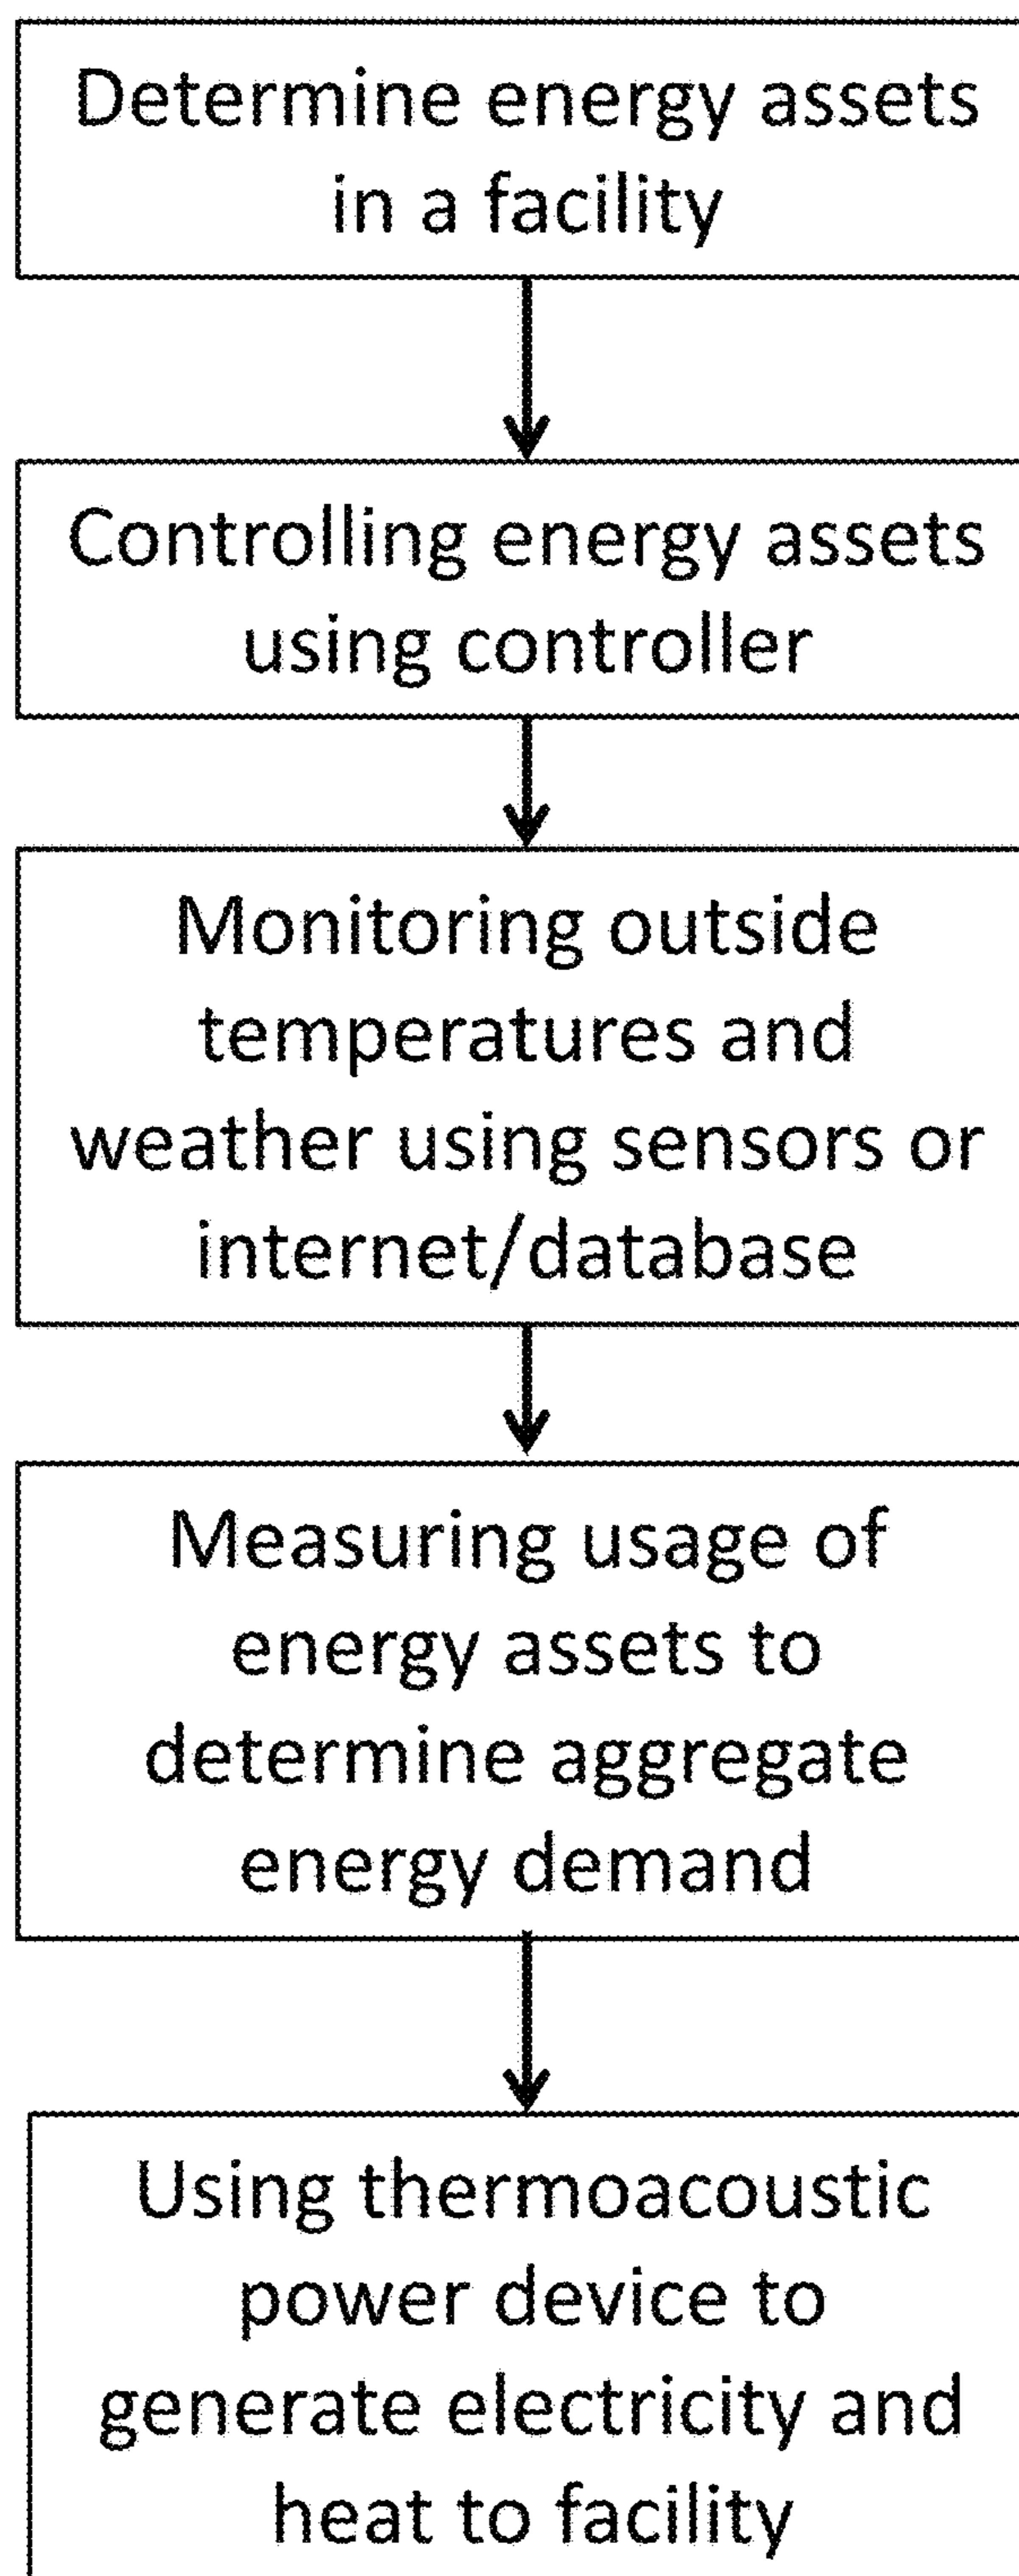 Determine energy assets
in a facility
Controlling energy assets
using controller
Monitoring outside
temperatures and
weather using sensors or
internet/database
Measuring usage of
energy assets to
determine aggregate
energy demand
Using thermoacoustic
power device to
generate electricity and
heat to facility